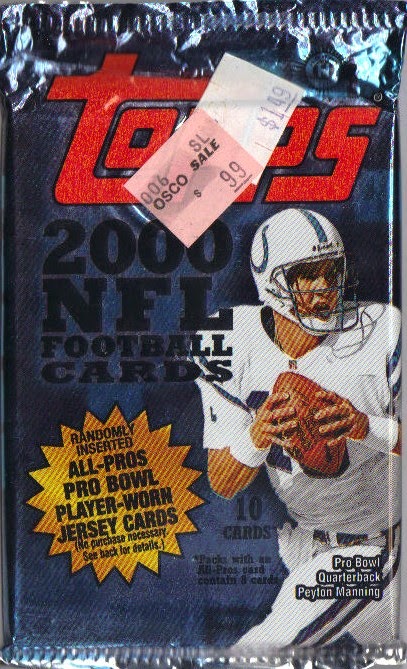 Topps
®
$1.49
006 SL
OSCO SALE
$ .99
2000
NFL
FOOTBALL
CARDS
RANDOMLY
INSERTED
ALL-PROS
PRO BOWL
PLAYER-WORN
JERSEY CARDS
(No purchase necessary.
See back for details.)
10
CARDS*
*Packs with an
All-Pros card
contain 8 cards
Pro Bowl
Quarterback
Peyton Manning